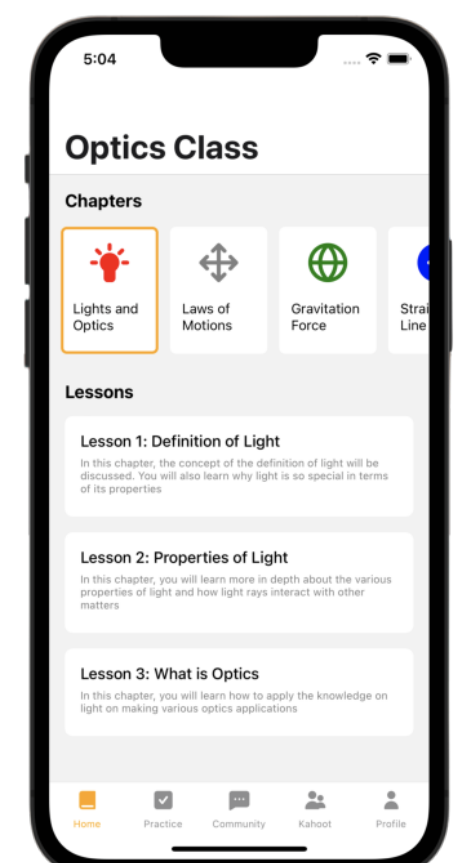 5:04
Optics Class
Chapters
Lights and
Optics
Laws of
Motions
Gravitation
Force
Strai
Line
Lessons
Lesson 1: Definition of Light
In this chapter, the concept of the definition of light will be
discussed. You will also learn why light is so special in terms
of its properties
Lesson 2: Properties of Light
In this chapter, you will learn more in depth about the various
properties of light and how light rays interact with other
matters
Lesson 3: What is Optics
In this chapter, you will learn how to apply the knowledge on
light on making various optics applications
Home
Practice
Community
Kahoot
Profile